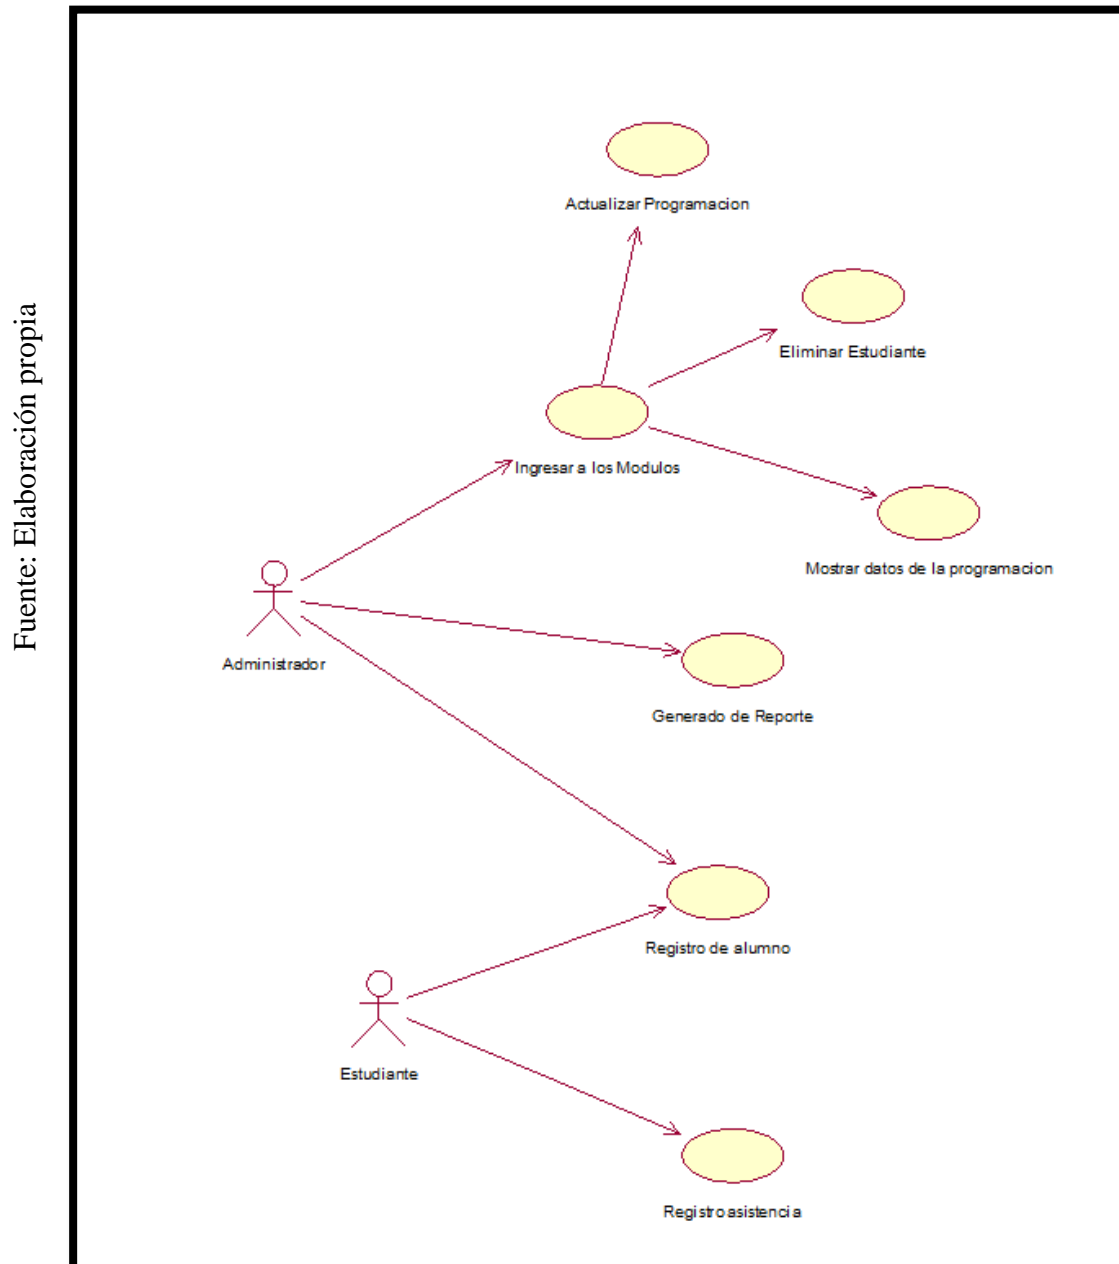 Fuente: Elaboración propia
Actualizar Programacion
Eliminar Estudiante
Ingresar a los Modulos
Mostrar datos de la programacion
Administrador
Generado de Reporte
Registro de alumno
Estudiante
Registro asistencia